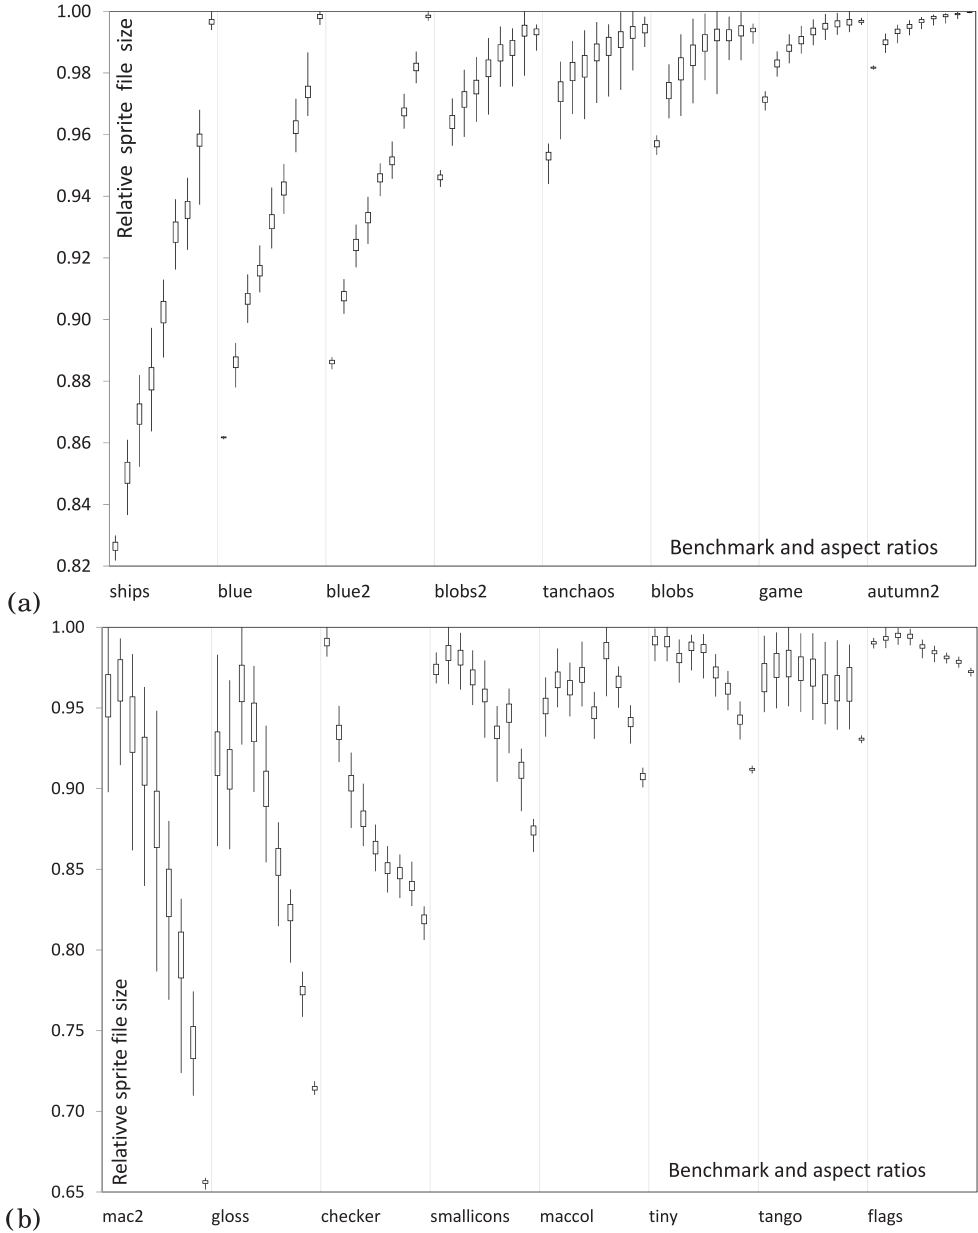 1.00
0.98
0.96
0.94
0.92
0.90
0.88
0.86
0.84
0.82
Relative sprite file size
Benchmark and aspect ratios
ships blue blue2 blobs2 tanchaos blobs game autumn2
(a)
1.00
0.95
0.90
0.85
0.80
0.75
0.70
0.65
Relativve sprite file size
Benchmark and aspect ratios
mac2 gloss checker smallicons maccol tiny tango flags
(b)